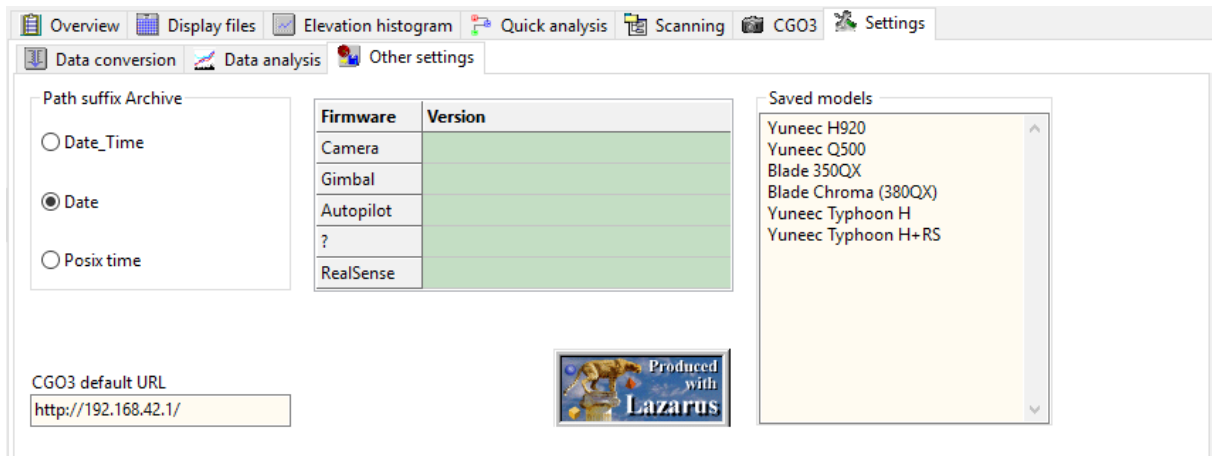 Overview Display files Elevation histogram Quick analysis Scanning CGO3 Settings
Data conversion Data analysis Other settings
Path suffix Archive
Date_Time
Date
Posix time
Firmware Version
Camera
Gimbal
Autopilot
?
RealSense
Saved models
Yuneec H920
Yuneec Q500
Blade 350QX
Blade Chroma (380QX)
Yuneec Typhoon H
Yuneec Typhoon H+RS
CGO3 default URL
http://192.168.42.1/
Produced
with
Lazarus